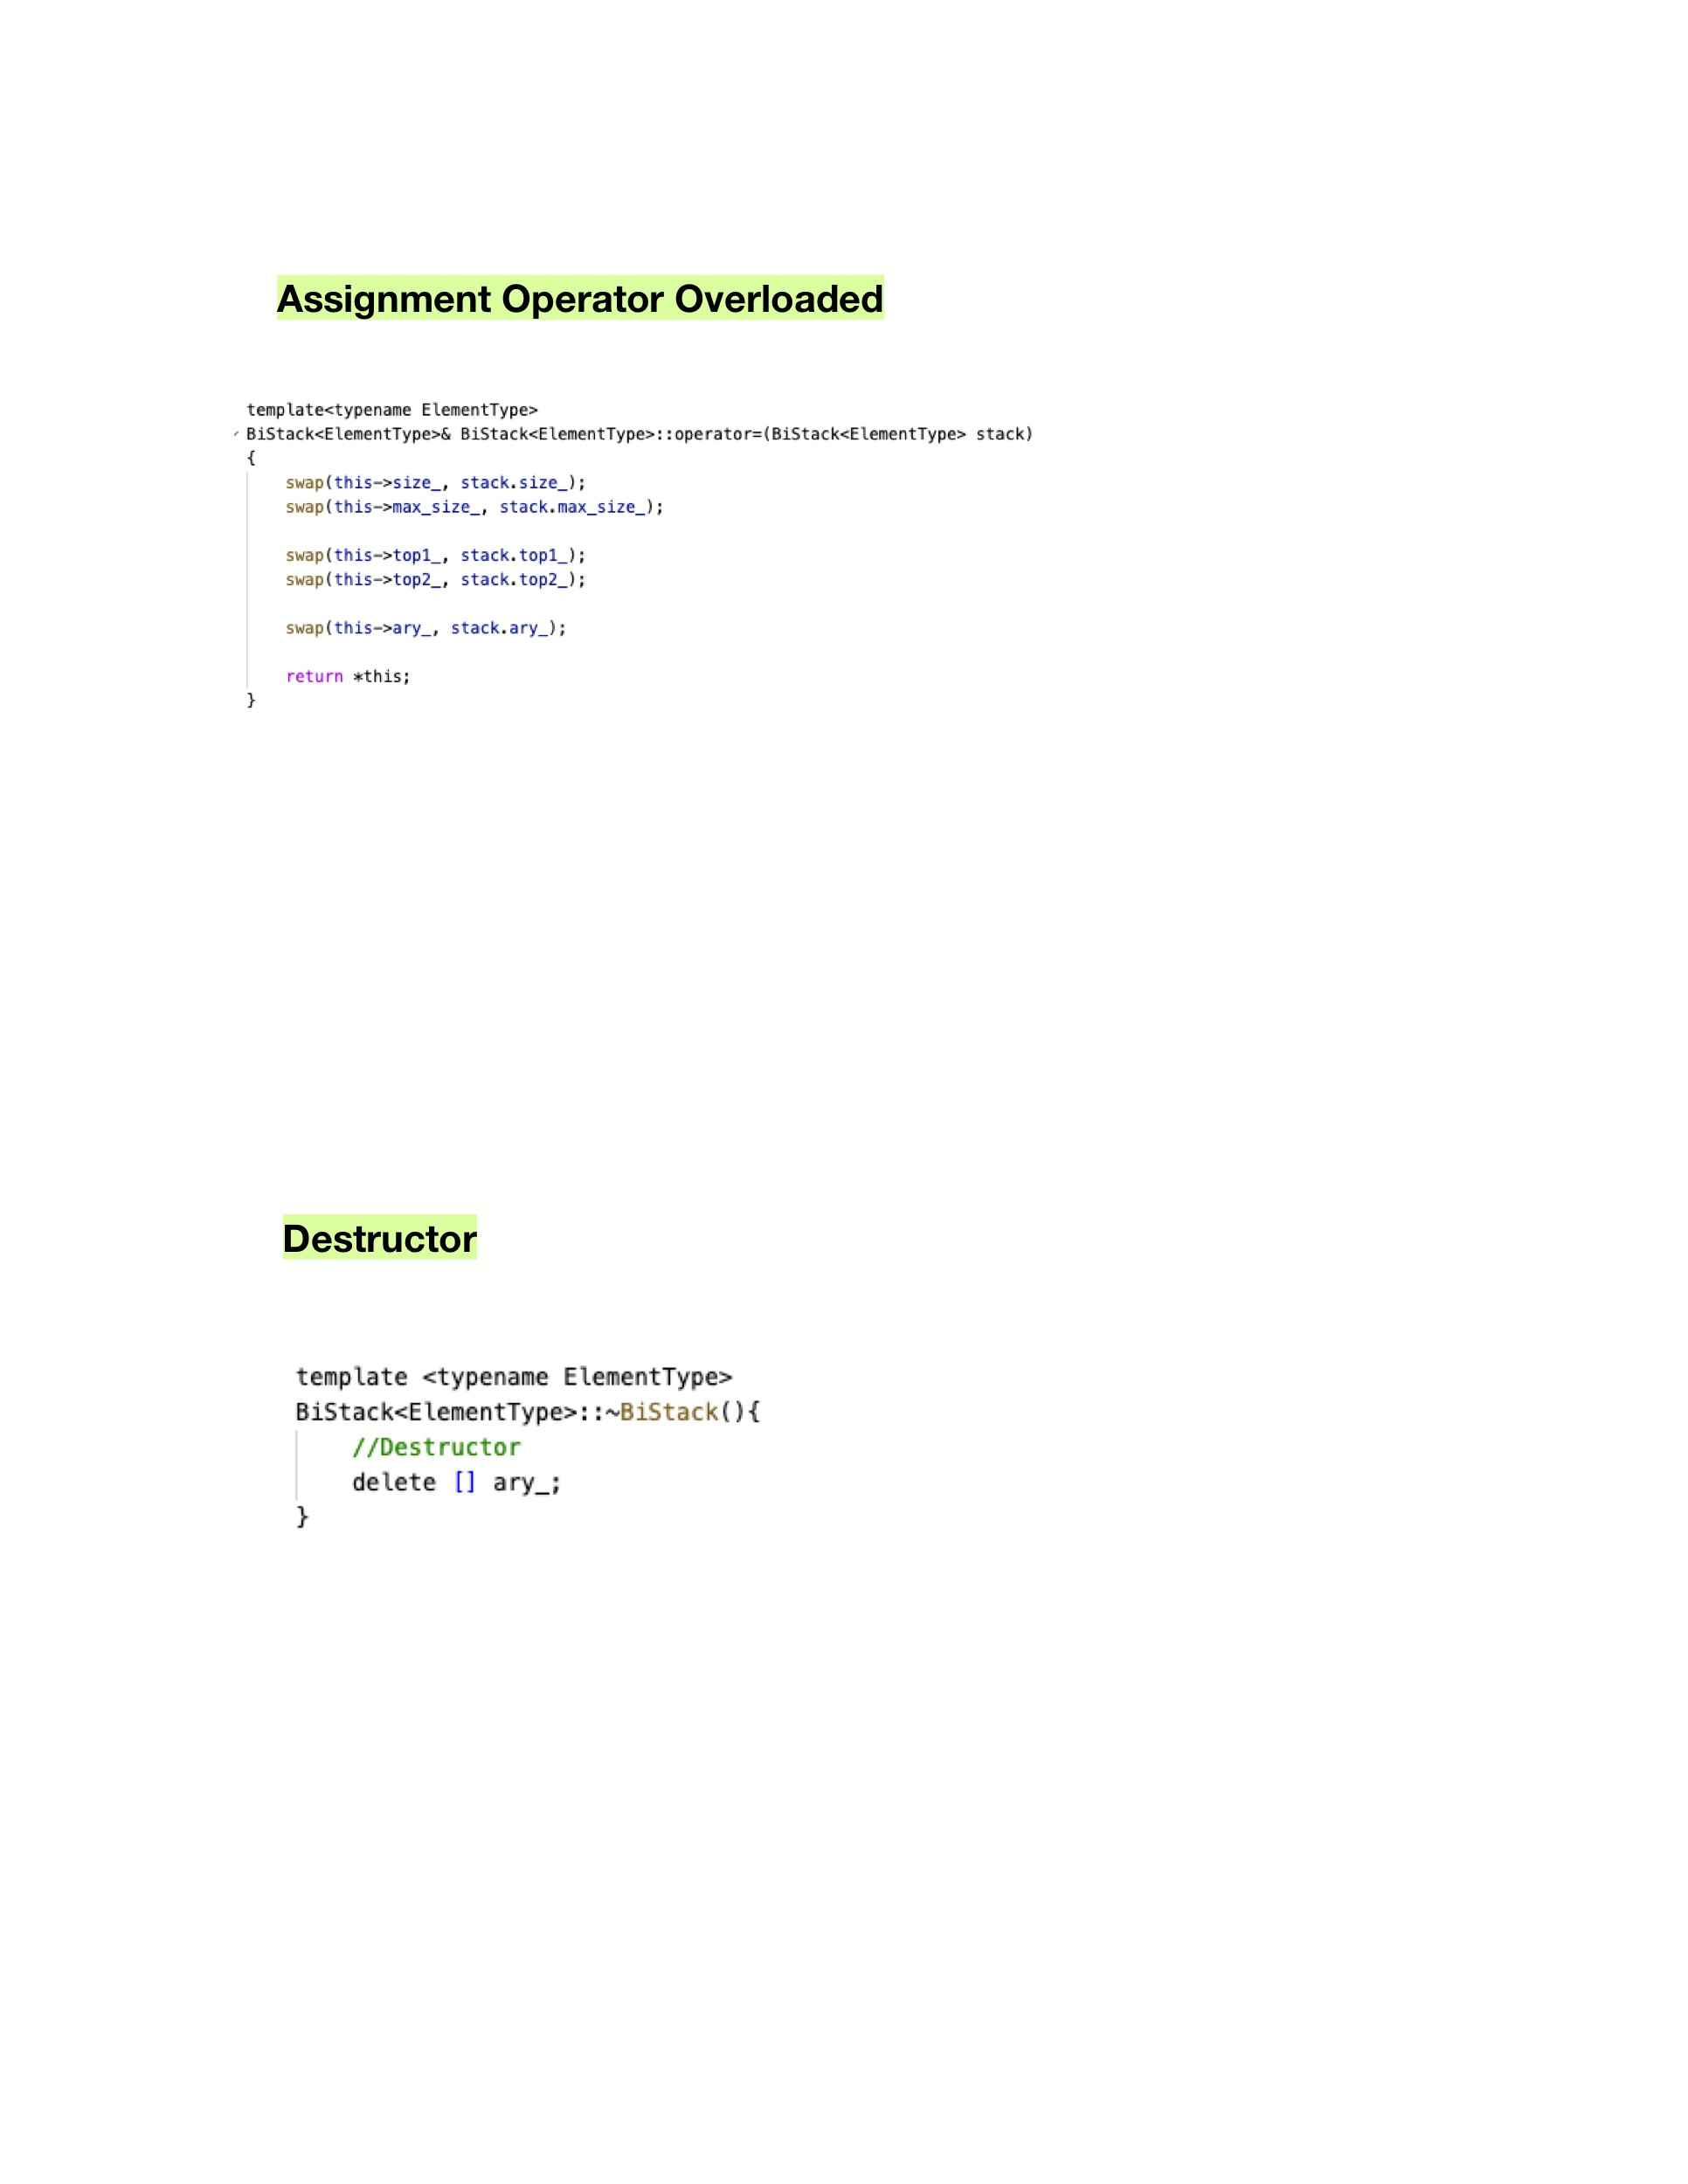 Assignment Operator Overloaded
template<typename ElementType>
BiStack<ElementType>& BiStack<ElementType>::operator=(BiStack<ElementType> stack)
{
    swap(this->size_, stack.size_);
    swap(this->max_size_, stack.max_size_);
    swap(this->top1_, stack.top1_);
    swap(this->top2_, stack.top2_);
    swap(this->ary_, stack.ary_);
    return *this;
}
Destructor
template <typename ElementType>
BiStack<ElementType>::~BiStack(){
    //Destructor
    delete [] ary_;
}